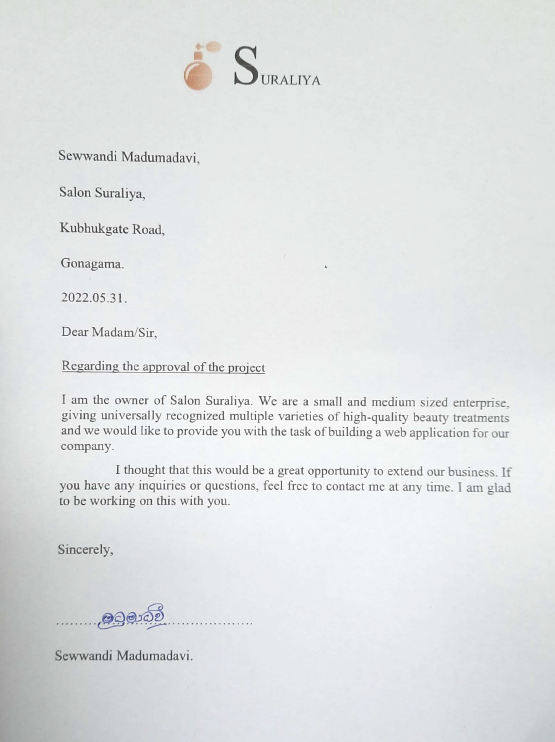 SURALIYA
Sewwandi Madumadavi,
Salon Suraliya,
Kubhukgate Road,
Gonagama.
2022.05.31.
Dear Madam/Sir,
Regarding the approval of the project
I am the owner of Salon Suraliya. We are a small and medium sized enterprise,
giving universally recognized multiple varieties of high-quality beauty treatments
and we would like to provide you with the task of building a web application for our
company.
I thought that this would be a great opportunity to extend our business. If
you have any inquiries or questions, feel free to contact me at any time. I am glad
to be working on this with you.
Sincerely,
මධුමාධවී
Sewwandi Madumadavi.